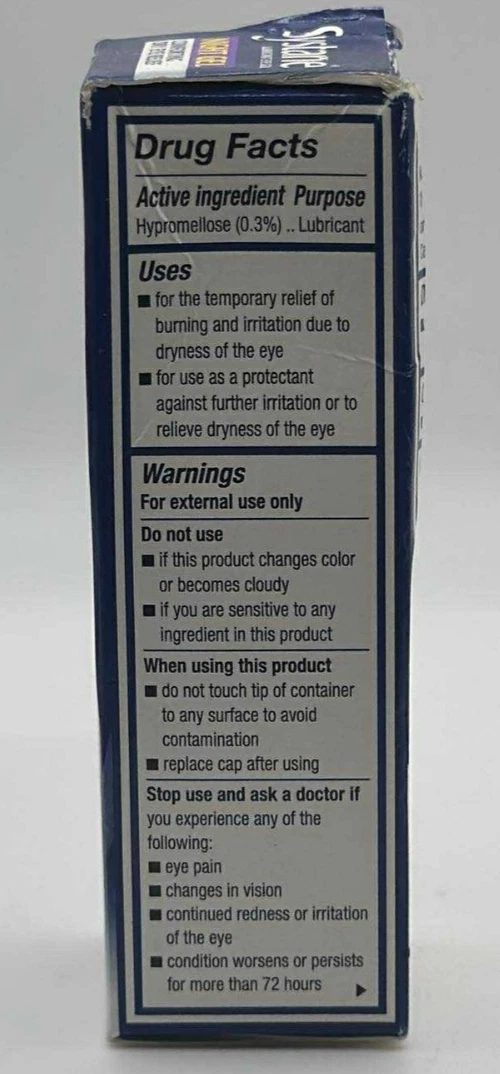 Systane
NIGHT GEL
Drug Facts
Active ingredient Purpose
Hypromellose (0.3%) .. Lubricant
Uses
■ for the temporary relief of
burning and irritation due to
dryness of the eye
■ for use as a protectant
against further irritation or to
relieve dryness of the eye
Warnings
For external use only
Do not use
■ if this product changes color
or becomes cloudy
■ if you are sensitive to any
ingredient in this product
When using this product
■ do not touch tip of container
to any surface to avoid
contamination
■ replace cap after using
Stop use and ask a doctor if
you experience any of the
following:
■ eye pain
■ changes in vision
■ continued redness or irritation
of the eye
■ condition worsens or persists
for more than 72 hours